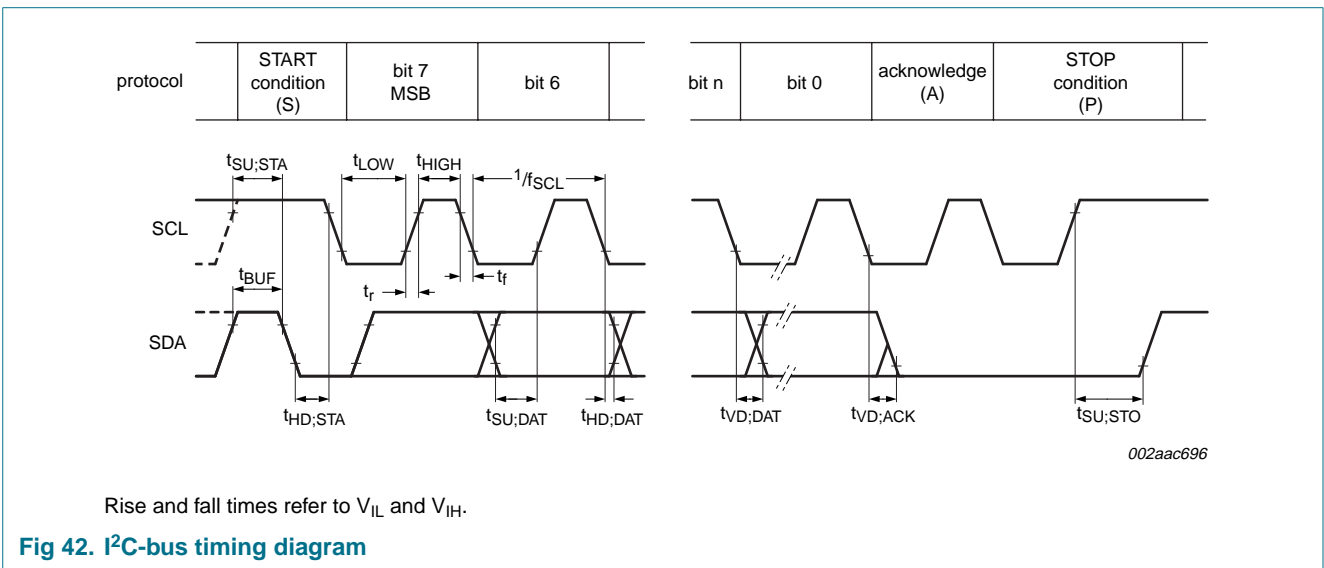 protocol
START
condition
(S)
bit 7
MSB
bit 6
bit n
bit 0
acknowledge
(A)
STOP
condition
(P)
tSU;STA
tLOW
tHIGH
1/fSCL
SCL
tBUF
tr
tf
SDA
tHD;STA
tSU;DAT
tHD;DAT
tVD;DAT
tVD;ACK
tSU;STO
002aac696
Rise and fall times refer to VIL and VIH.
Fig 42. I²C-bus timing diagram